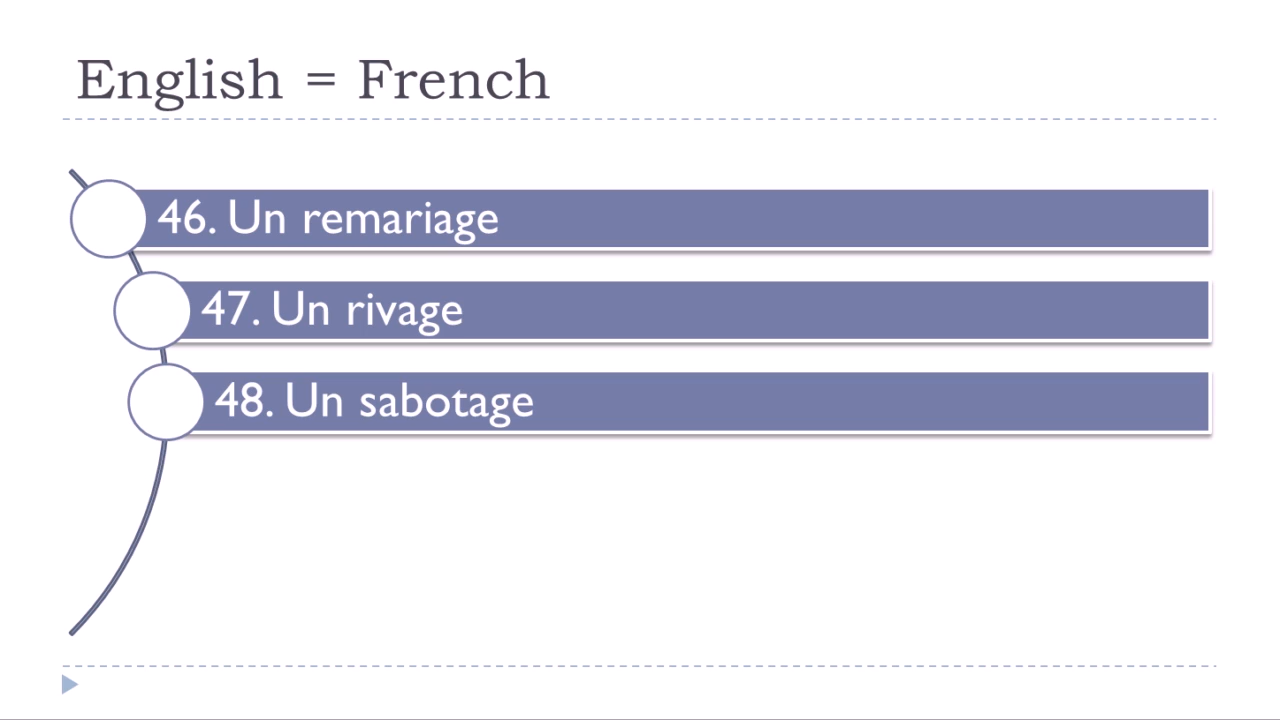 English = French
46. Un remariage
47. Un rivage
48. Un sabotage